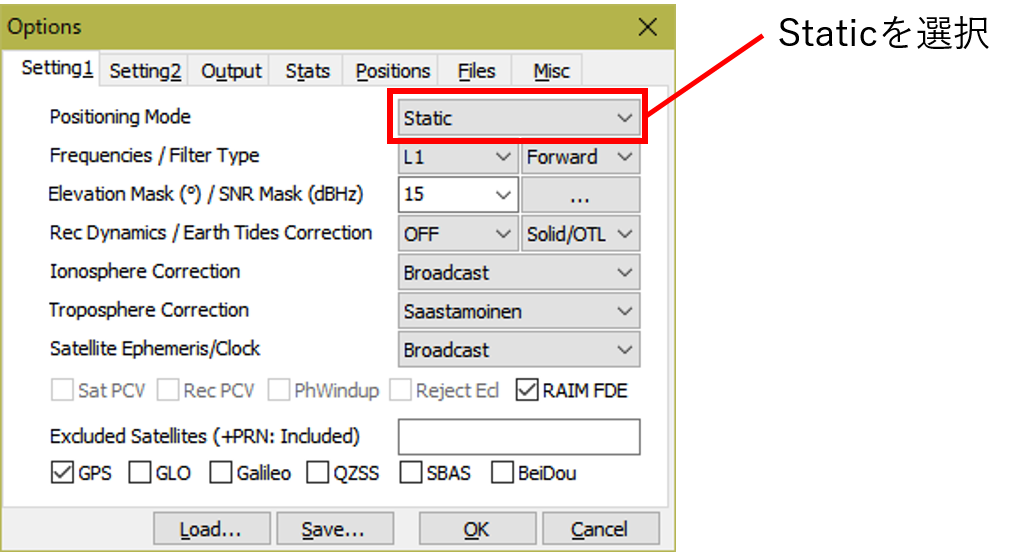 Options
Staticを選択
Setting1 Setting2 Output Stats Positions Files Misc
Positioning Mode Static
Frequencies / Filter Type L1 Forward
Elevation Mask (°) / SNR Mask (dBHz) 15 ...
Rec Dynamics / Earth Tides Correction OFF Solid/OTL
Ionosphere Correction Broadcast
Troposphere Correction Saastamoinen
Satellite Ephemeris/Clock Broadcast
Sat PCV Rec PCV PhWindup Reject Ecl RAIM FDE
Excluded Satellites (+PRN: Included)
GPS GLO Galileo QZSS SBAS BeiDou
Load... Save... OK Cancel